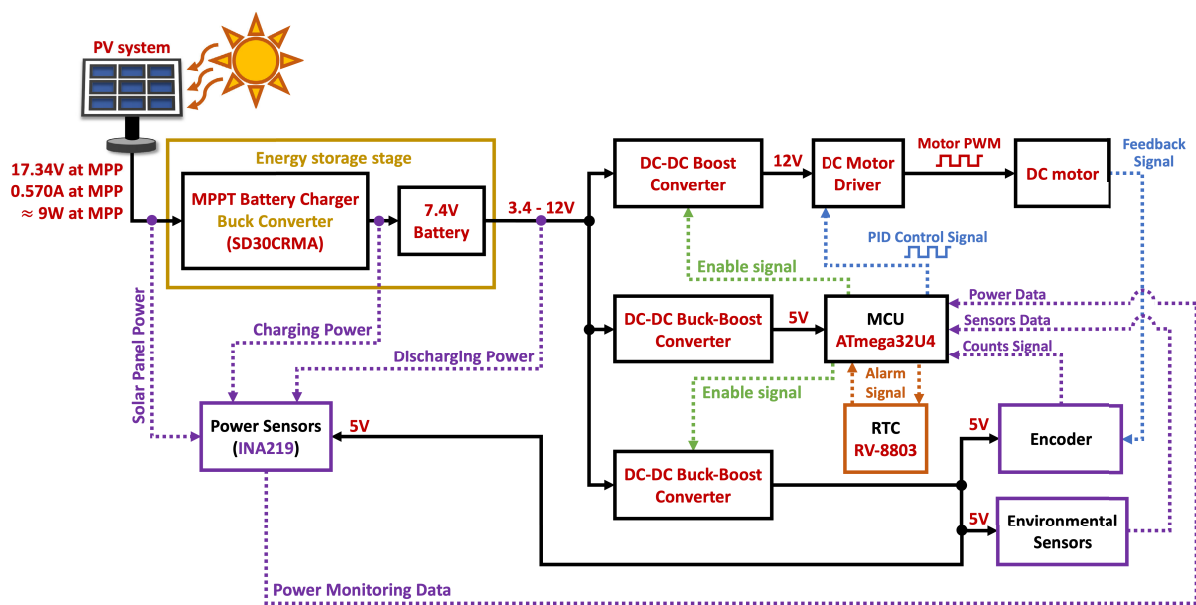 PV system
17.34V at MPP
0.570A at MPP
≈ 9W at MPP
Energy storage stage
MPPT Battery Charger
Buck Converter
(SD30CRMA)
7.4V
Battery
3.4 - 12V
DC-DC Boost
Converter
12V
DC Motor
Driver
Motor PWM
DC motor
Feedback
Signal
PID Control Signal
Enable signal
Solar Panel Power
Charging Power
Discharging Power
DC-DC Buck-Boost
Converter
5V
MCU
ATmega32U4
Power Data
Sensors Data
Counts Signal
Enable signal
Alarm
Signal
RTC
RV-8803
Power Sensors
(INA219)
5V
DC-DC Buck-Boost
Converter
5V
Encoder
5V
Environmental
Sensors
Power Monitoring Data